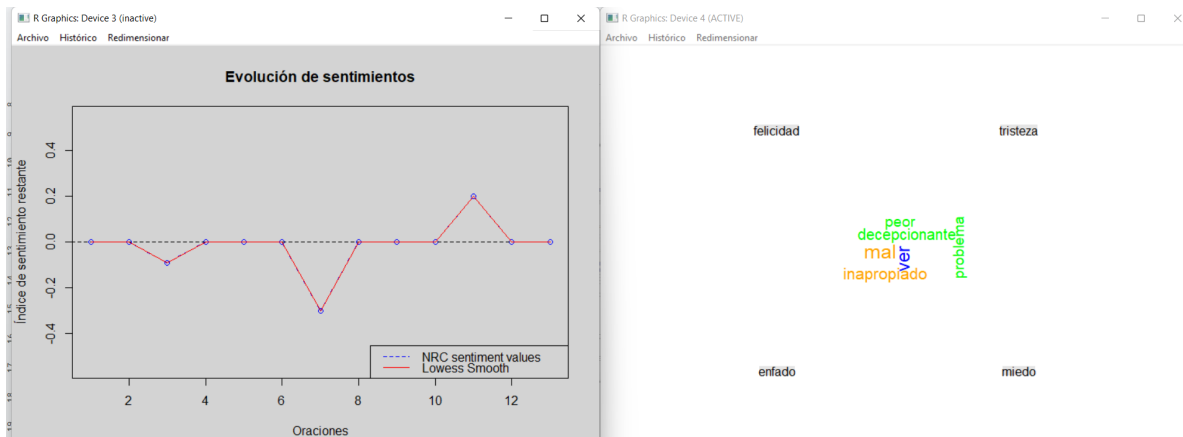 R Graphics: Device 3 (inactive)
Archivo Histórico Redimensionar
Evolución de sentimientos
Índice de sentimiento restante
0.4
0.2
0.0
-0.2
-0.4
NRC sentiment values
Lowess Smooth
2 4 6 8 10 12
Oraciones
R Graphics: Device 4 (ACTIVE)
Archivo Histórico Redimensionar
felicidad tristeza
peor
decepcionante
problema
mal
ver
inapropiado
enfado miedo